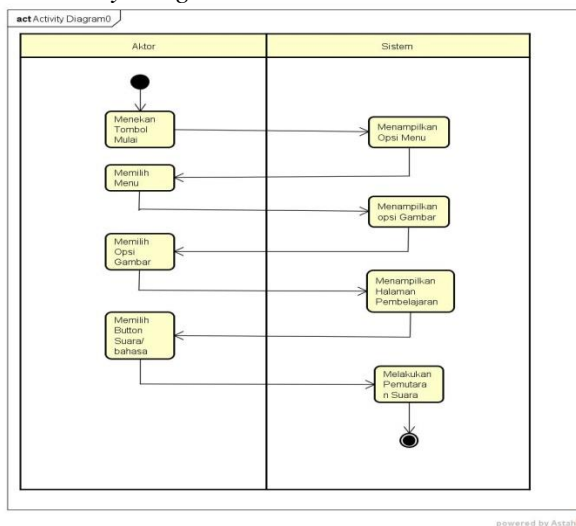 act Activity Diagram0
Aktor
Sistem
Menekan
Tombol
Mulai
Menampilkan
Opsi Menu
Memilih
Menu
Menampilkan
opsi Gambar
Memilih
Opsi
Gambar
Menampilkan
Halaman
Pembelajaran
Memilih
Button
Suara/
bahasa
Melakukan
Pemutara
n Suara
powered by Astah